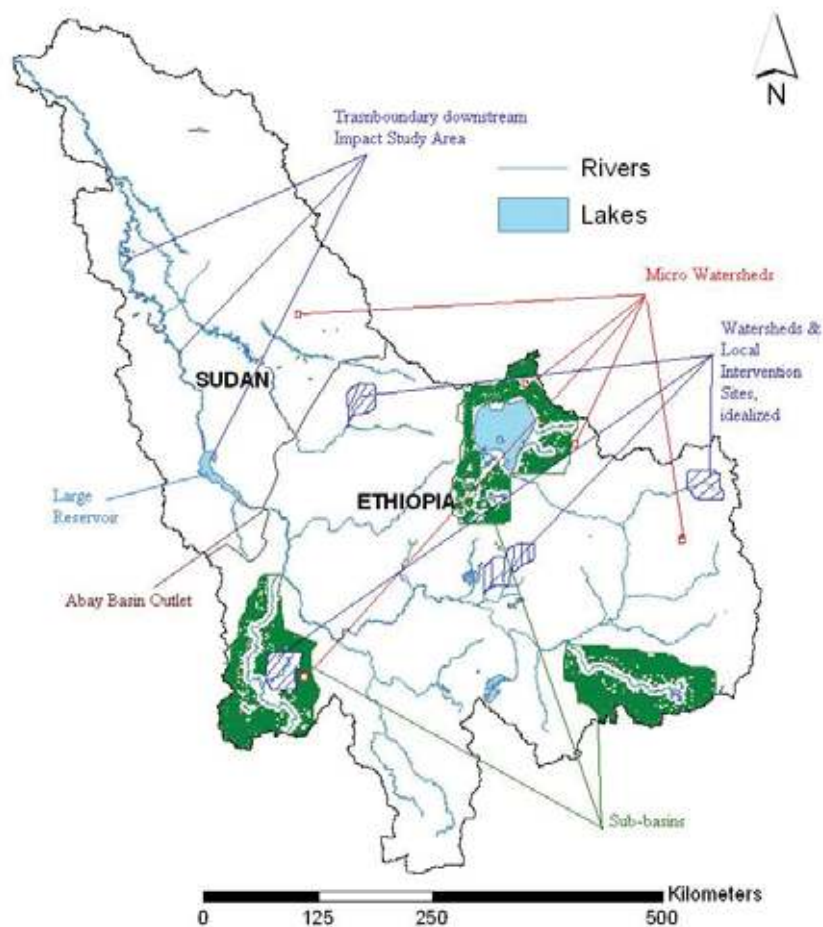 N
Transboundary downstream
Impact Study Area
Rivers
Lakes
Micro Watersheds
Watersheds &
Local
Intervention
Sites,
idealized
SUDAN
ETHIOPIA
Large
Reservoir
Abay Basin Outlet
Sub-basins
Kilometers
0 125 250 500